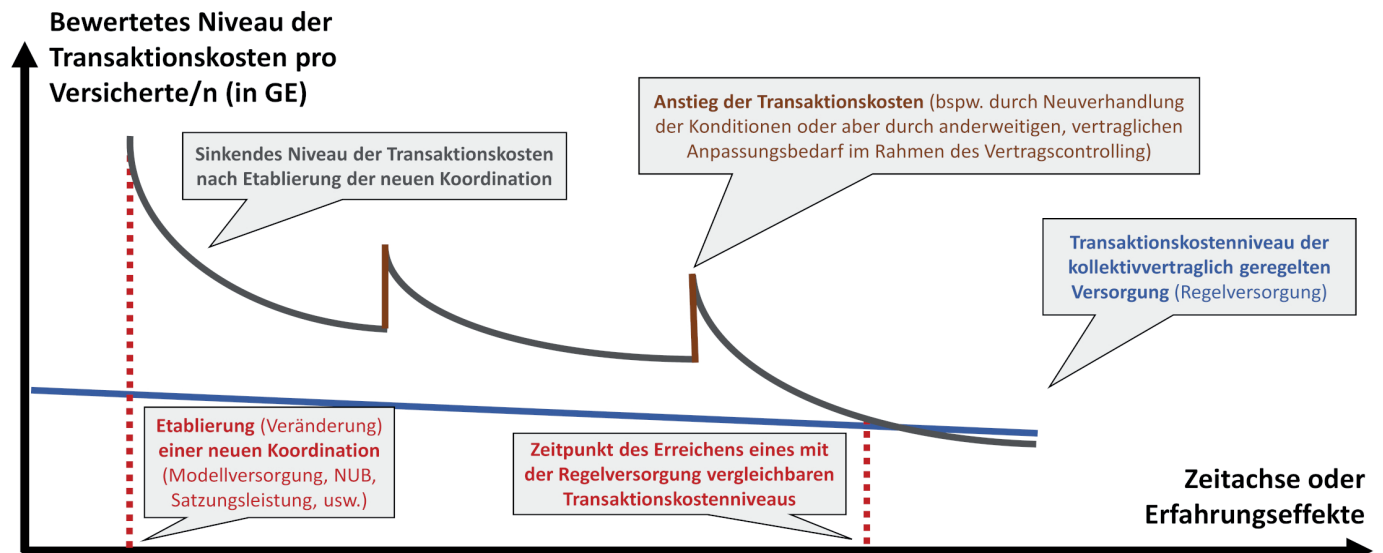 Bewertetes Niveau der
Transaktionskosten pro
Versicherte/n (in GE)
Sinkendes Niveau der Transaktionskosten
nach Etablierung der neuen Koordination
Anstieg der Transaktionskosten (bspw. durch Neuverhandlung
der Konditionen oder aber durch anderweitigen, vertraglichen
Anpassungsbedarf im Rahmen des Vertragscontrolling)
Transaktionskostenniveau der
kollektivvertraglich geregelten
Versorgung (Regelversorgung)
Etablierung (Veränderung)
einer neuen Koordination
(Modellversorgung, NUB,
Satzungsleistung, usw.)
Zeitpunkt des Erreichens eines mit
der Regelversorgung vergleichbaren
Transaktionskostenniveaus
Zeitachse oder
Erfahrungseffekte